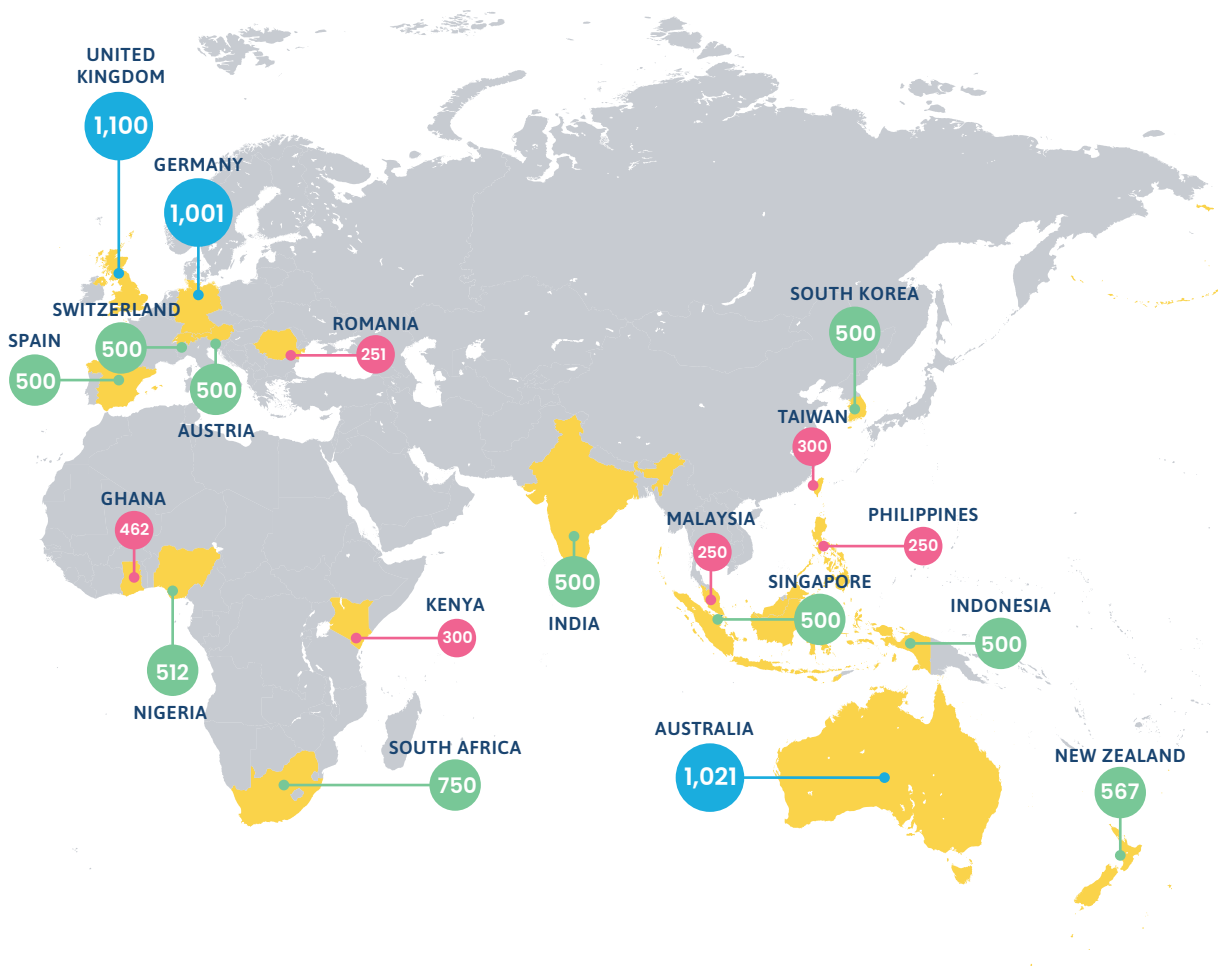 UNITED
KINGDOM
1,100
GERMANY
1,001
SWITZERLAND
500
SPAIN
500
500
AUSTRIA
ROMANIA
251
SOUTH KOREA
500
TAIWAN
300
GHANA
462
512
NIGERIA
KENYA
300
500
INDIA
MALAYSIA
250
PHILIPPINES
250
SINGAPORE
500
INDONESIA
500
SOUTH AFRICA
750
AUSTRALIA
1,021
NEW ZEALAND
567